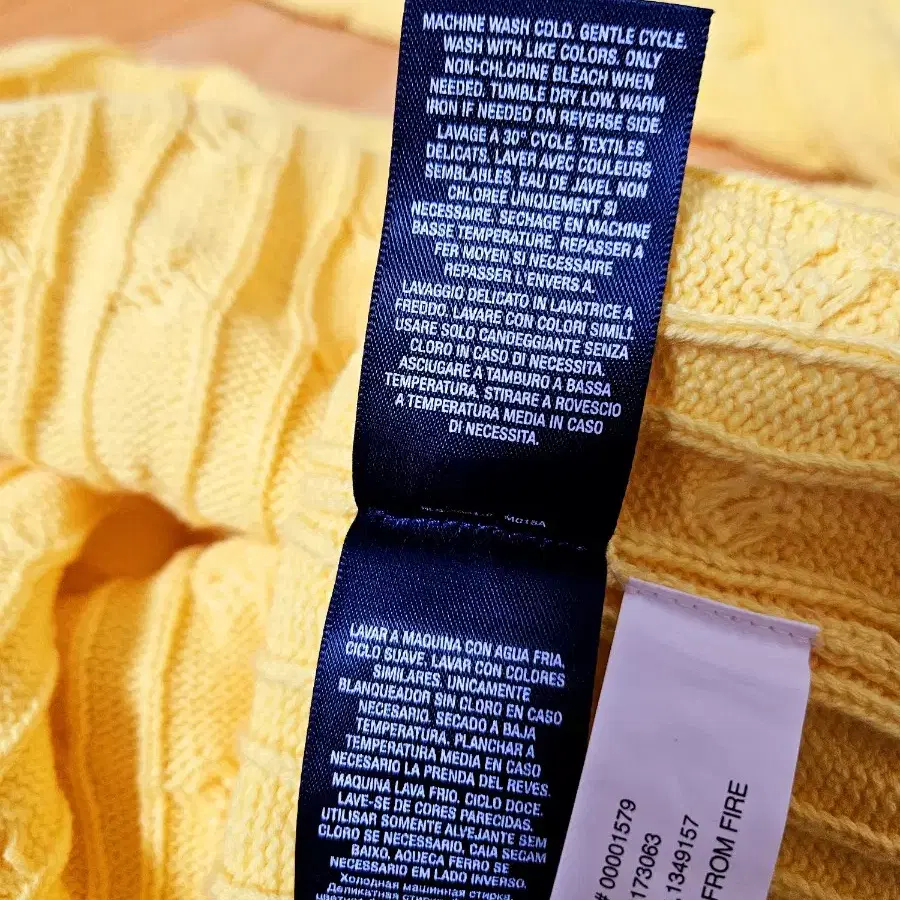 MACHINE WASH COLD. GENTLE CYCLE.
WASH WITH LIKE COLORS. ONLY
NON-CHLORINE BLEACH WHEN
NEEDED. TUMBLE DRY LOW. WARM
IRON IF NEEDED ON REVERSE SIDE.
LAVAGE A 30° CYCLE, TEXTILES
DELICATS. LAVER AVEC COULEURS
SEMBLABLES, EAU DE JAVEL NON
CHLOREE UNIQUEMENT SI
NECESSAIRE. SECHAGE EN MACHINE
BASSE TEMPERATURE. REPASSER A
FER MOYEN SI NECESSAIRE
REPASSER L'ENVERS A.
LAVAGGIO DELICATO IN LAVATRICE A
FREDDO. LAVARE CON COLORI SIMILI.
USARE SOLO CANDEGGIANTE SENZA
CLORO IN CASO DI NECESSITA.
ASCIUGARE A TAMBURO A BASSA
TEMPERATURA. STIRARE A ROVESCIO
A TEMPERATURA MEDIA IN CASO
DI NECESSITA.
M018A
LAVAR A MAQUINA CON AGUA FRIA.
CICLO SUAVE. LAVAR CON COLORES
SIMILARES. UNICAMENTE
BLANQUEADOR SIN CLORO EN CASO
NECESARIO. SECADO A BAJA
TEMPERATURA. PLANCHAR A
TEMPERATURA MEDIA EN CASO
NECESARIO LA PRENDA DEL REVES.
MAQUINA LAVA FRIO. CICLO DOCE.
LAVE-SE DE CORES PARECIDAS.
UTILISAR SOMENTE ALVEJANTE SEM
CLORO SE NECESSARIO, CAIA SEGAM
BAIXO, AQUECA FERRO SE
NECESSARIO EM LADO INVERSO.
Холодная машинная стирка.
Деликатная
# 00001579
173063
1349157
FROM FIRE